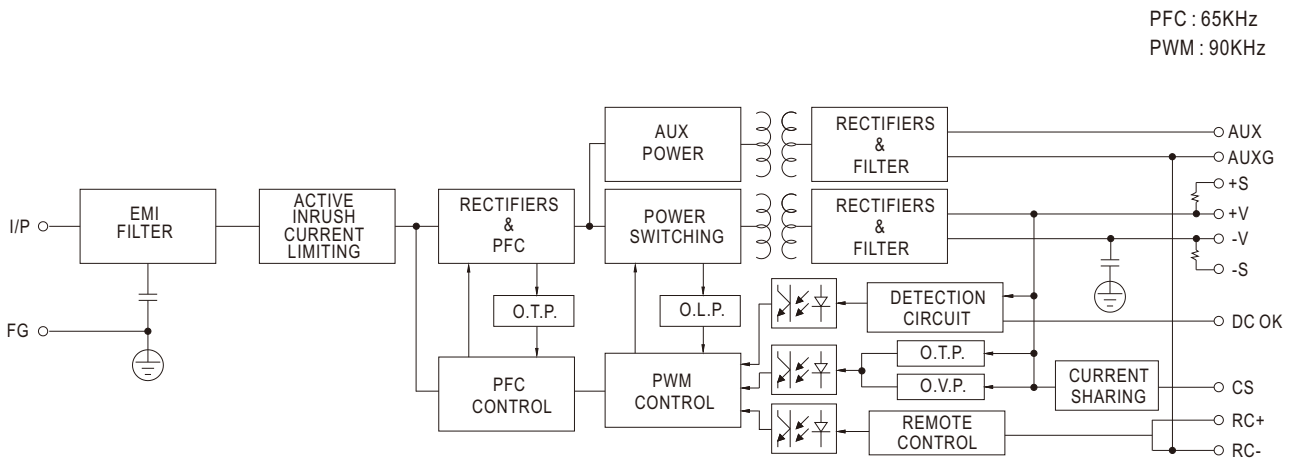 PFC : 65KHz
PWM : 90KHz
AUX
POWER
RECTIFIERS
&
FILTER
AUX
AUXG
+S
I/P
EMI
FILTER
ACTIVE
INRUSH
CURRENT
LIMITING
RECTIFIERS
&
PFC
POWER
SWITCHING
RECTIFIERS
&
FILTER
+V
-V
-S
O.T.P.
O.L.P.
DETECTION
CIRCUIT
DC OK
FG
PFC
CONTROL
PWM
CONTROL
O.T.P.
O.V.P.
CURRENT
SHARING
CS
REMOTE
CONTROL
RC+
RC-